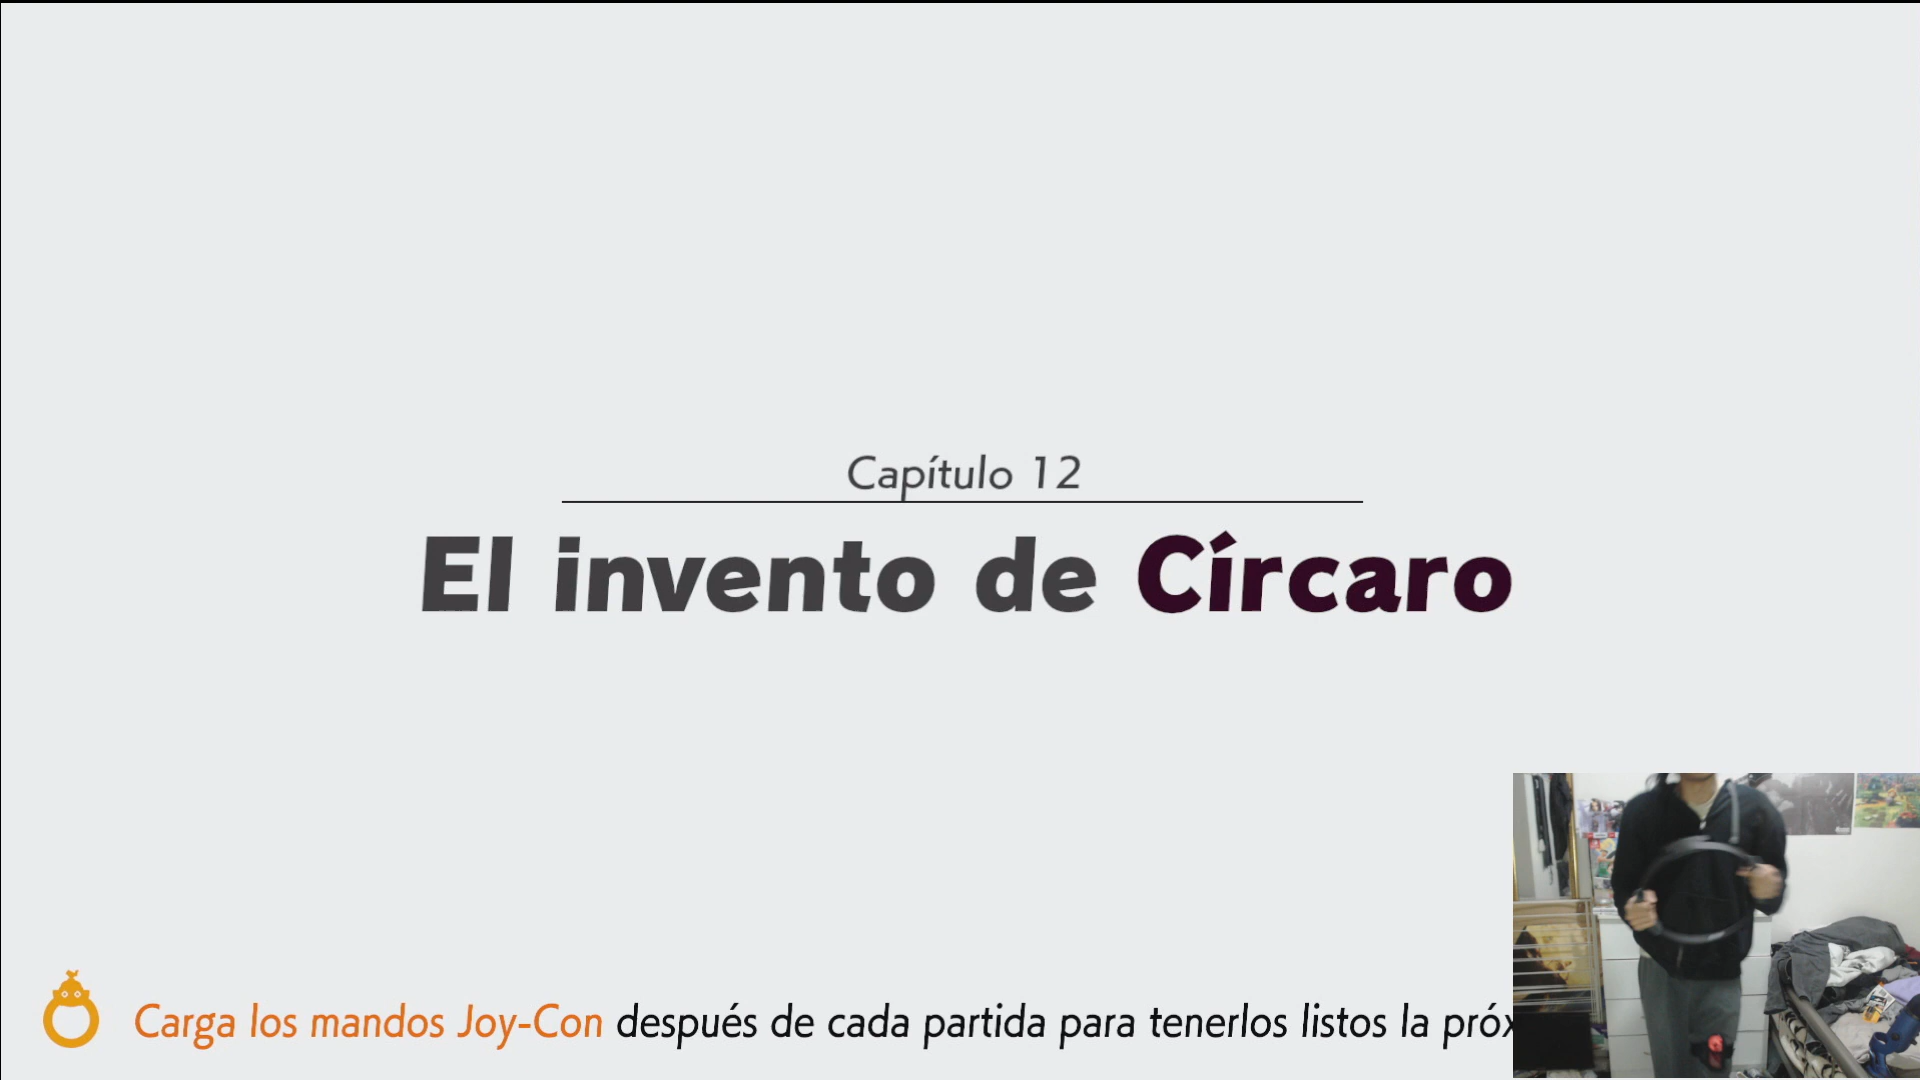 Capítulo 12
El invento de Círcaro
Carga los mandos Joy-Con después de cada partida para tenerlos listos la